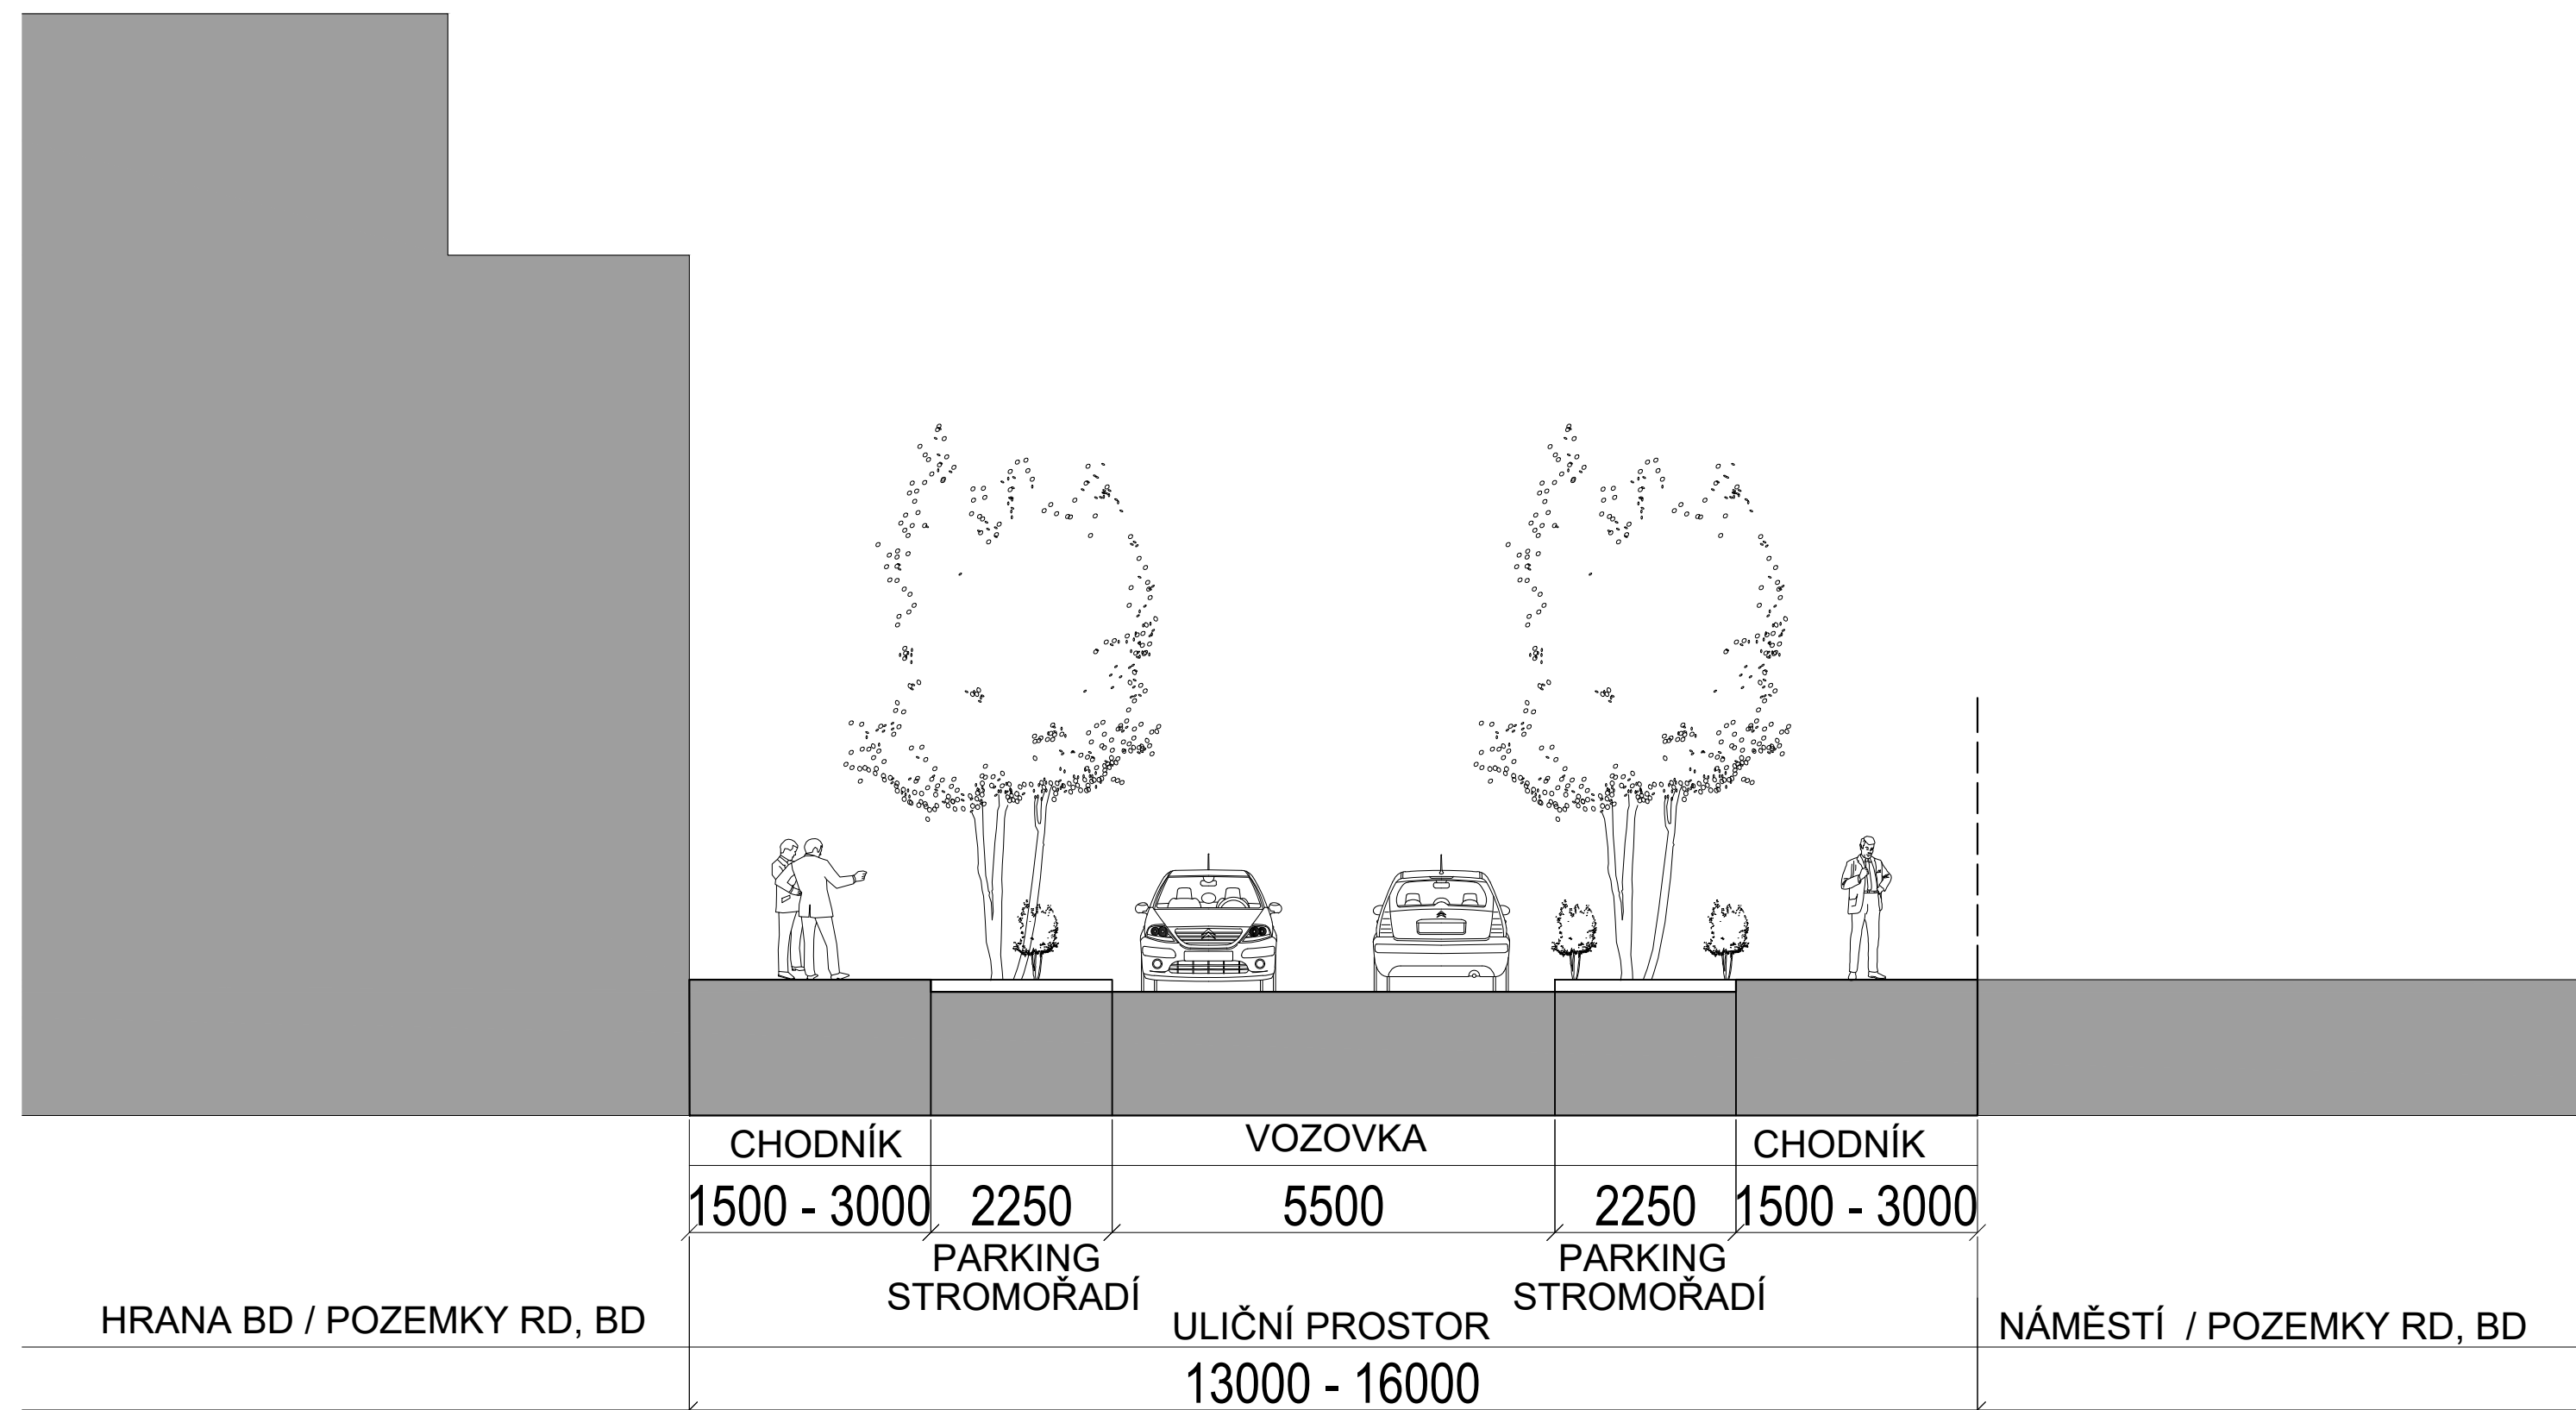 CHODNÍK VOZOVKA CHODNÍK
1500 - 3000 2250 5500 2250 1500 - 3000
PARKING PARKING
STROMOŘADÍ STROMOŘADÍ
HRANA BD / POZEMKY RD, BD ULIČNÍ PROSTOR NÁMĚSTÍ / POZEMKY RD, BD
13000 - 16000